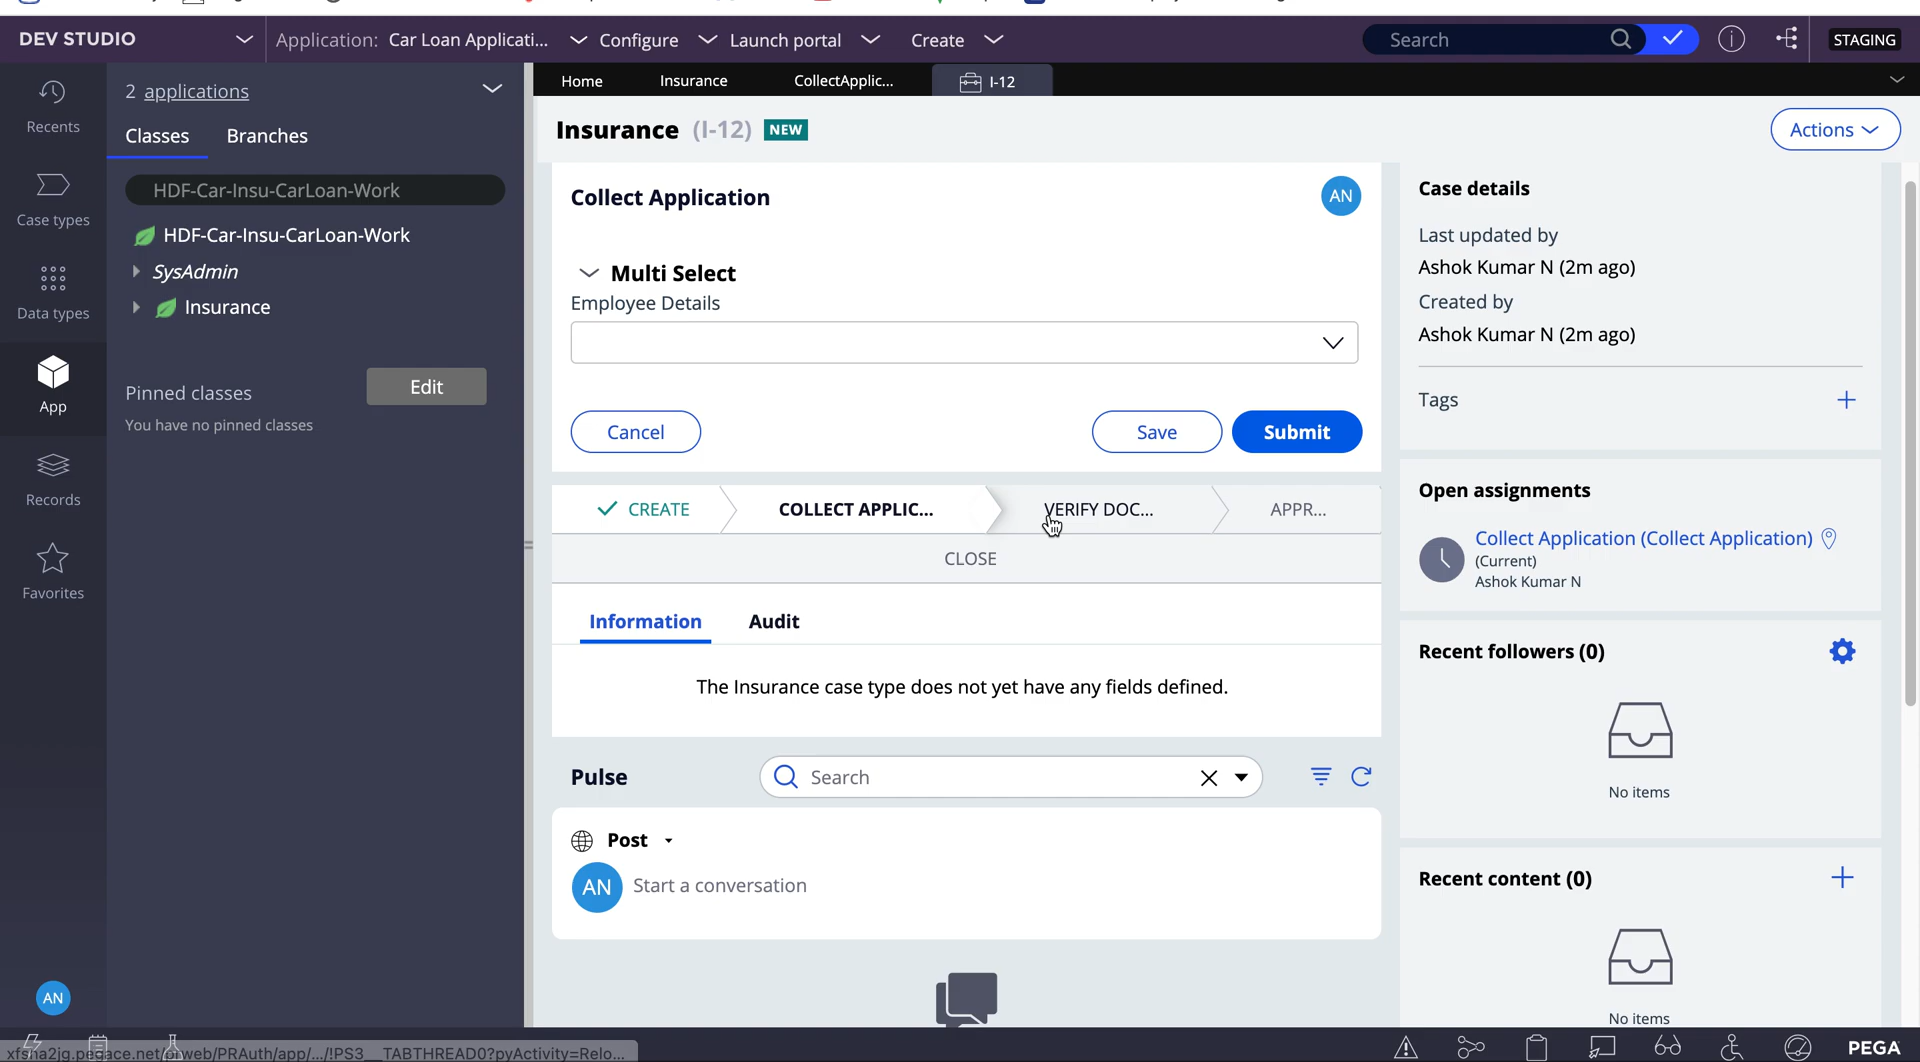 DEV STUDIO
Application: Car Loan Applicati...
Configure
Launch portal
Create
Search
STAGING
Recents
Case types
Data types
App
Records
Favorites
AN
2 applications
Classes
Branches
HDF-Car-Insu-CarLoan-Work
HDF-Car-Insu-CarLoan-Work
SysAdmin
Insurance
Pinned classes
Edit
You have no pinned classes
Home
Insurance
CollectApplic...
I-12
Insurance (I-12) NEW
Actions
Collect Application
AN
Multi Select
Employee Details
Cancel
Save
Submit
CREATE
COLLECT APPLIC...
VERIFY DOC...
APPR...
CLOSE
Information
Audit
The Insurance case type does not yet have any fields defined.
Pulse
Search
Post
AN
Start a conversation
Case details
Last updated by
Ashok Kumar N (2m ago)
Created by
Ashok Kumar N (2m ago)
Tags
Open assignments
Collect Application (Collect Application)
(Current)
Ashok Kumar N
Recent followers (0)
No items
Recent content (0)
No items
PEGA